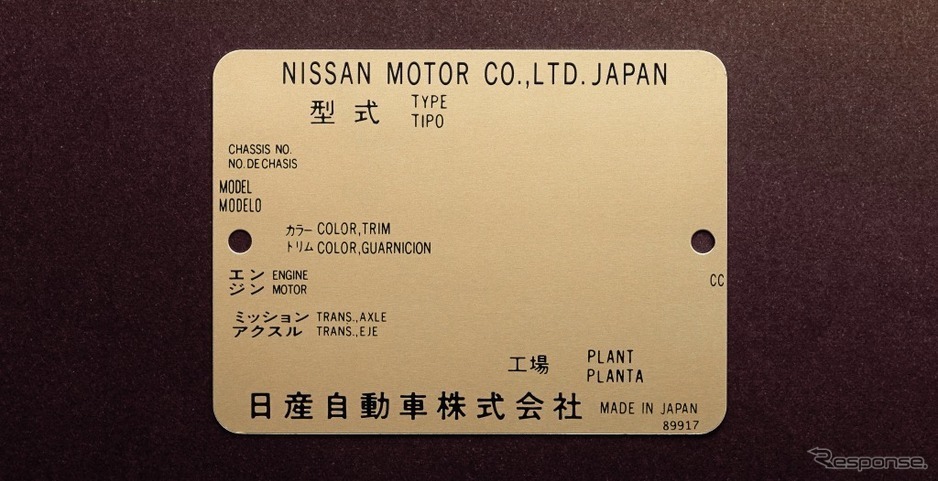 NISSAN MOTOR CO.,LTD. JAPAN
型式 TYPE
TIPO
CHASSIS NO.
NO. DE CHASIS
MODEL
MODELO
カラー COLOR,TRIM
トリム COLOR,GUARNICION
エン ENGINE
ジン MOTOR
CC
ミッション TRANS.,AXLE
アクスル TRANS.,EJE
工場 PLANT
PLANTA
日産自動車株式会社 MADE IN JAPAN
89917
Response.